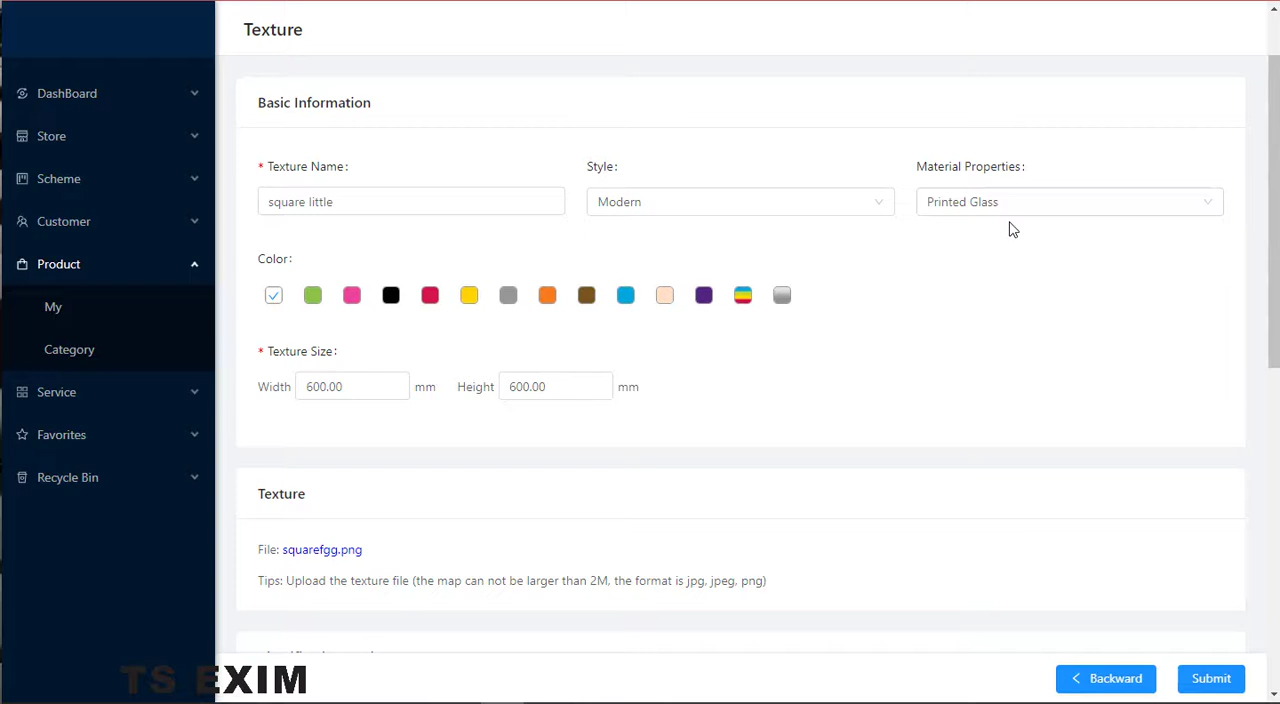 Texture
DashBoard
Store
Scheme
Customer
Product
My
Category
Service
Favorites
Recycle Bin
Basic Information
* Texture Name: Style: Material Properties:
square little Modern Printed Glass
Color:
* Texture Size:
Width 600.00 mm Height 600.00 mm
Texture
File: squarefgg.png
Tips: Upload the texture file (the map can not be larger than 2M, the format is jpg, jpeg, png)
TS EXIM
Backward Submit